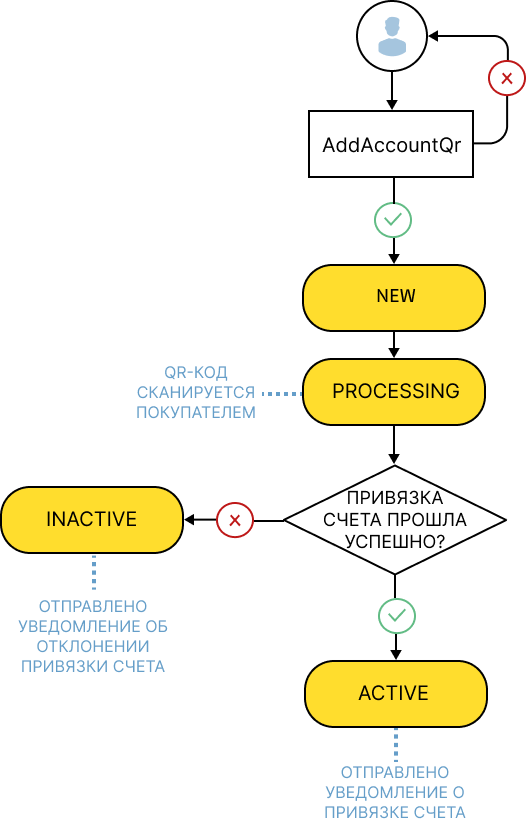 AddAccountQr
NEW
QR-КОД
СКАНИРУЕТСЯ
ПОКУПАТЕЛЕМ
PROCESSING
ПРИВЯЗКА
СЧЕТА ПРОШЛА
УСПЕШНО?
INACTIVE
ОТПРАВЛЕНО
УВЕДОМЛЕНИЕ ОБ
ОТКЛОНЕНИИ
ПРИВЯЗКИ СЧЕТА
ACTIVE
ОТПРАВЛЕНО
УВЕДОМЛЕНИЕ О
ПРИВЯЗКЕ СЧЕТА